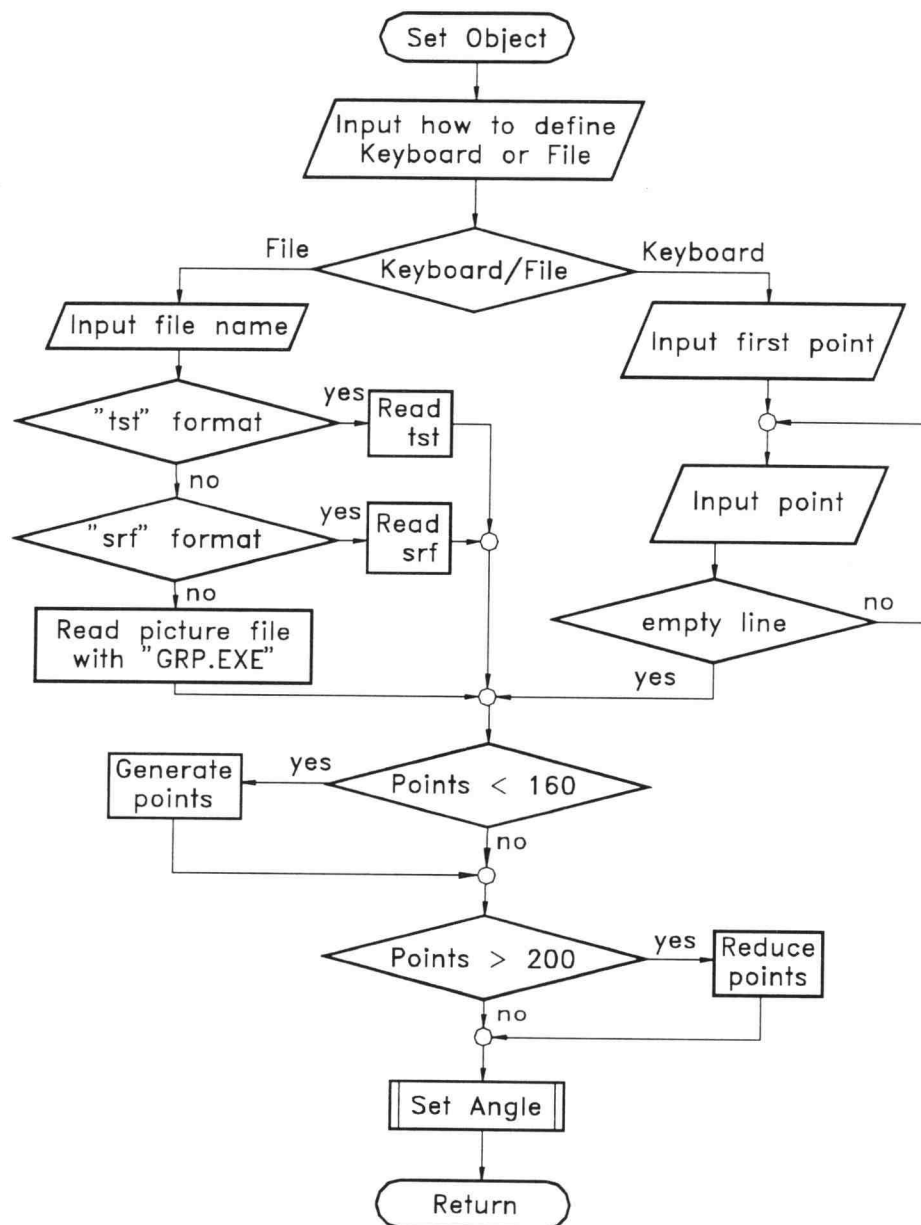 Set Object
Input how to define
Keyboard or File
File
Keyboard/File
Keyboard
Input file name
Input first point
"tst" format
yes
Read
tst
no
Input point
"srf" format
yes
Read
srf
no
empty line
no
Read picture file
with "GRP.EXE"
yes
Generate
points
yes
Points < 160
no
Points > 200
yes
Reduce
points
no
Set Angle
Return